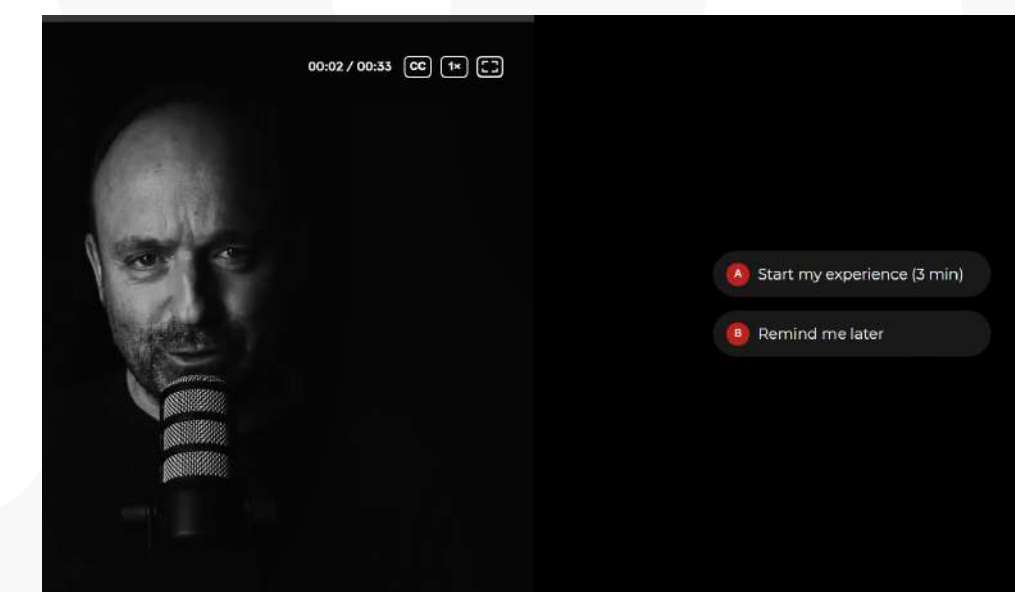 00:02 / 00:33 CC 1×
A Start my experience (3 min)
B Remind me later